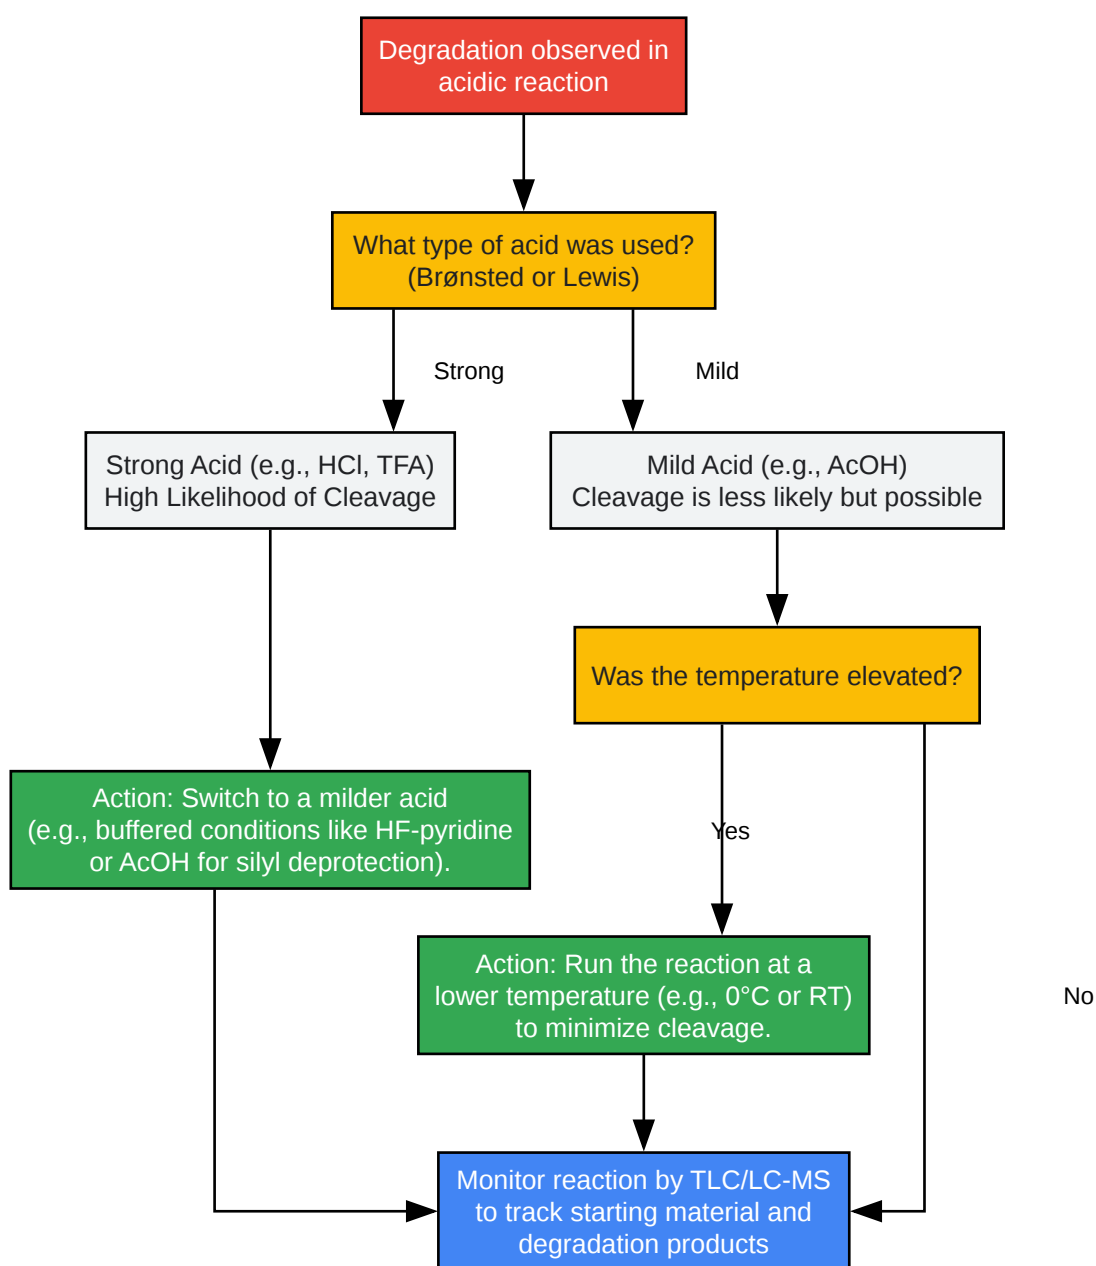 Degradation observed in
acidic reaction
What type of acid was used?
(Brønsted or Lewis)
Strong
Mild
Strong Acid (e.g., HCl, TFA)
High Likelihood of Cleavage
Mild Acid (e.g., AcOH)
Cleavage is less likely but possible
Was the temperature elevated?
Action: Switch to a milder acid
(e.g., buffered conditions like HF-pyridine
or AcOH for silyl deprotection).
Yes
Action: Run the reaction at a
lower temperature (e.g., 0°C or RT)
to minimize cleavage.
No
Monitor reaction by TLC/LC-MS
to track starting material and
degradation products